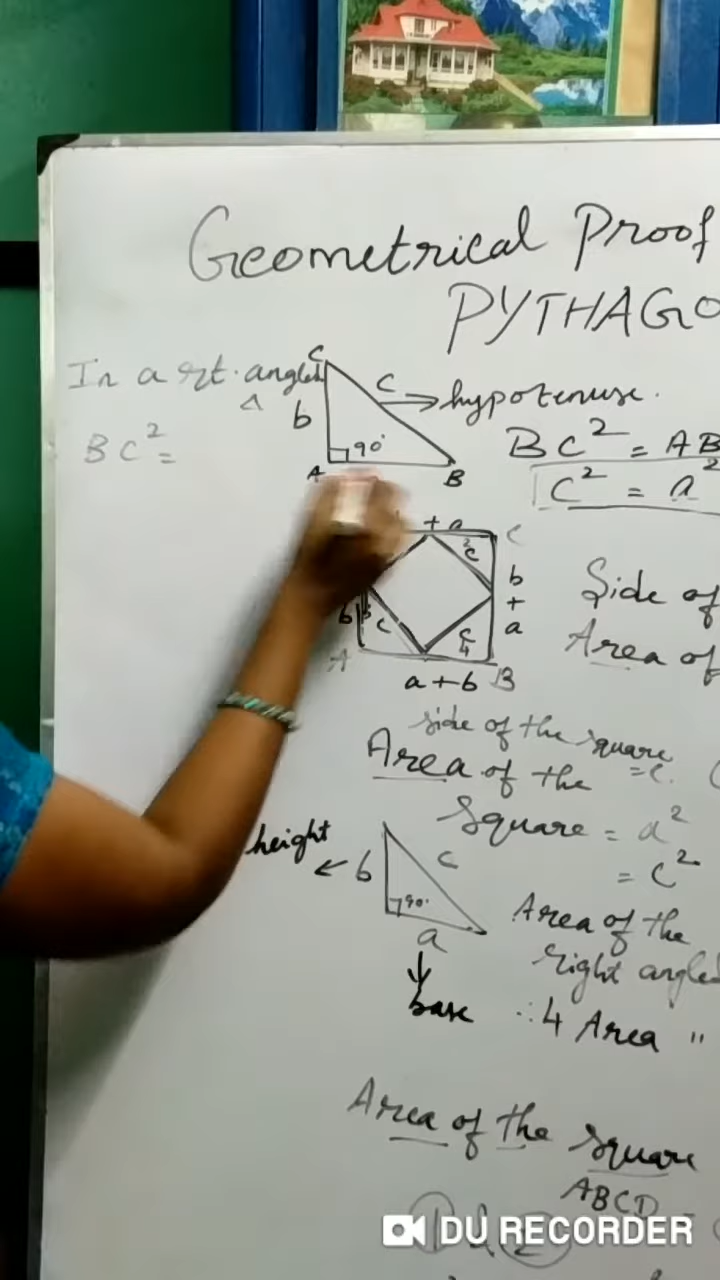 Geometrical Proof
PYTHAGO
In a rt. angled
Δ
BC² =
C
b
c → hypotenuse.
90°
A
B
BC² = AB
C² = a²
+ a
C
c
b
+
a
b
c
c
4
A
a + b B
Side of
Area of
side of the square
= c.
Area of the
Square = a²
= c²
height
← b
c
90°
a
↓
base
Area of the
right angled
∴ 4 Area "
Area of the square
ABCD =
DU RECORDER